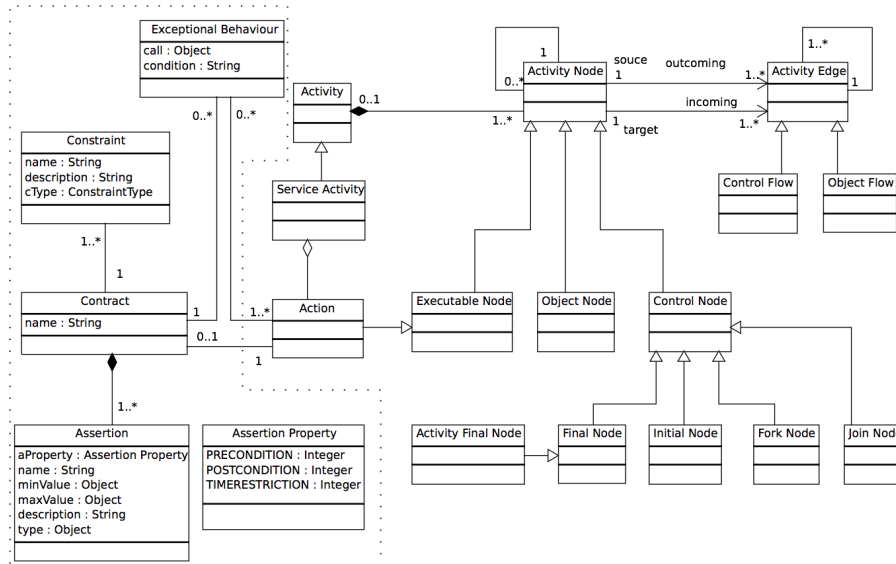 Exceptional Behaviour
call : Object
condition : String
0..*
0..*
Constraint
name : String
description : String
cType : ConstraintType
1..*
1
Contract
name : String
1
0..1
1..*
1
1..*
Assertion
aProperty : Assertion Property
name : String
minValue : Object
maxValue : Object
description : String
type : Object
Assertion Property
PRECONDITION : Integer
POSTCONDITION : Integer
TIMERESTRICTION : Integer
Activity
0..1
Service Activity
Action
1
0..*
Activity Node
1..*
souce
1
outcoming
1..*
incoming
1
target
1..*
1..*
Activity Edge
1
Control Flow
Object Flow
Executable Node
Object Node
Control Node
Activity Final Node
Final Node
Initial Node
Fork Node
Join Nod